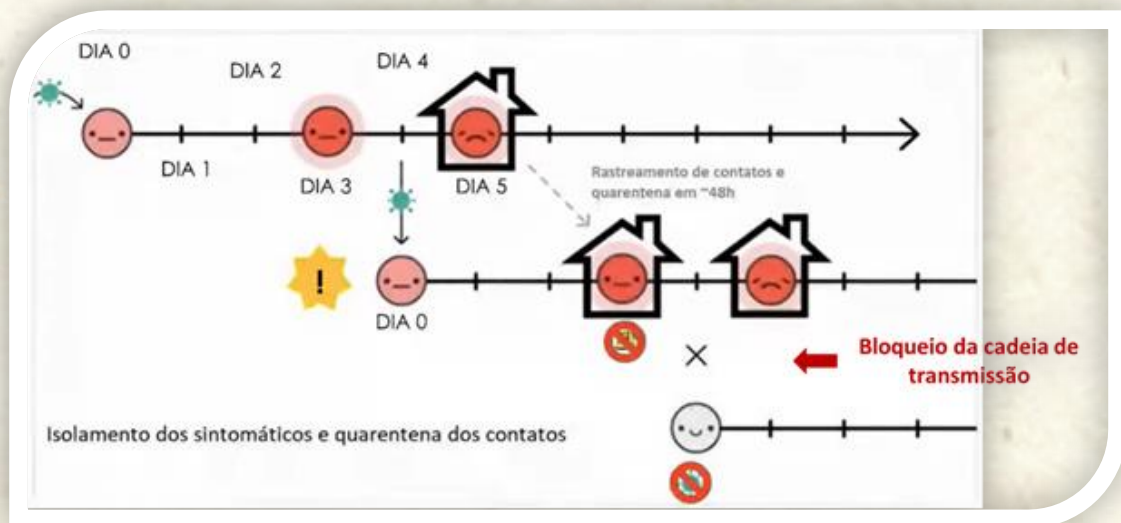 DIA 0
DIA 2
DIA 4
DIA 1
DIA 3
DIA 5
Rastreamento de contatos e
quarentena em ~48h
!
DIA 0
Bloqueio da cadeia de
transmissão
Isolamento dos sintomáticos e quarentena dos contatos